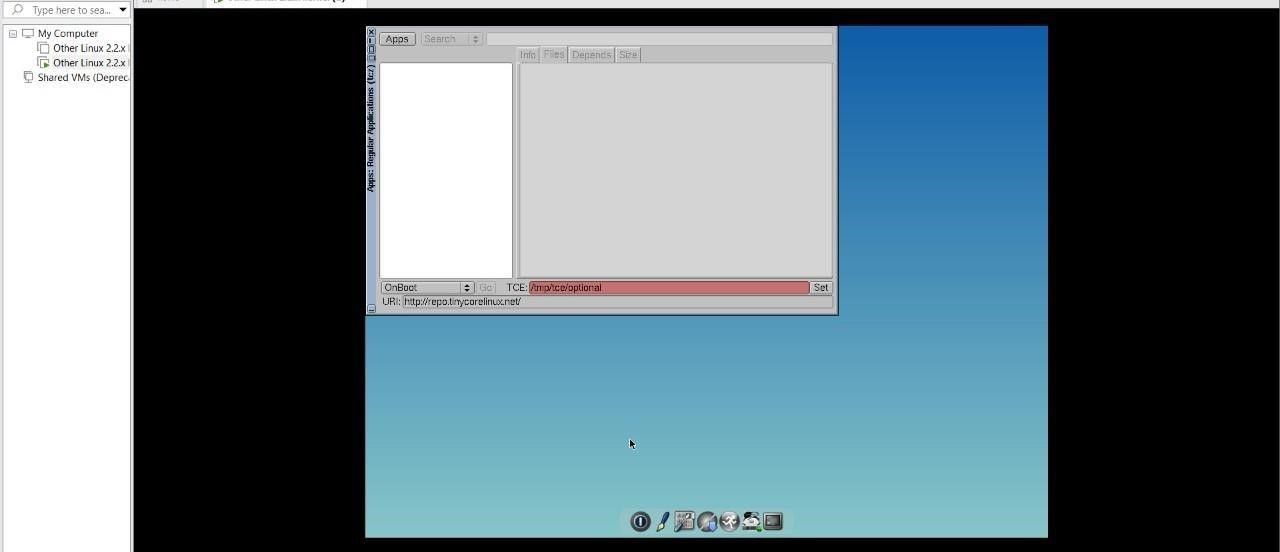 Type here to sea...
My Computer
Other Linux 2.2.x
Other Linux 2.2.x
Shared VMs (Deprec
Apps: Regular Applications (tcz)
Apps Search
Info Files Depends Size
OnBoot Go TCE: /tmp/tce/optional Set
URI: http://repo.tinycorelinux.net/